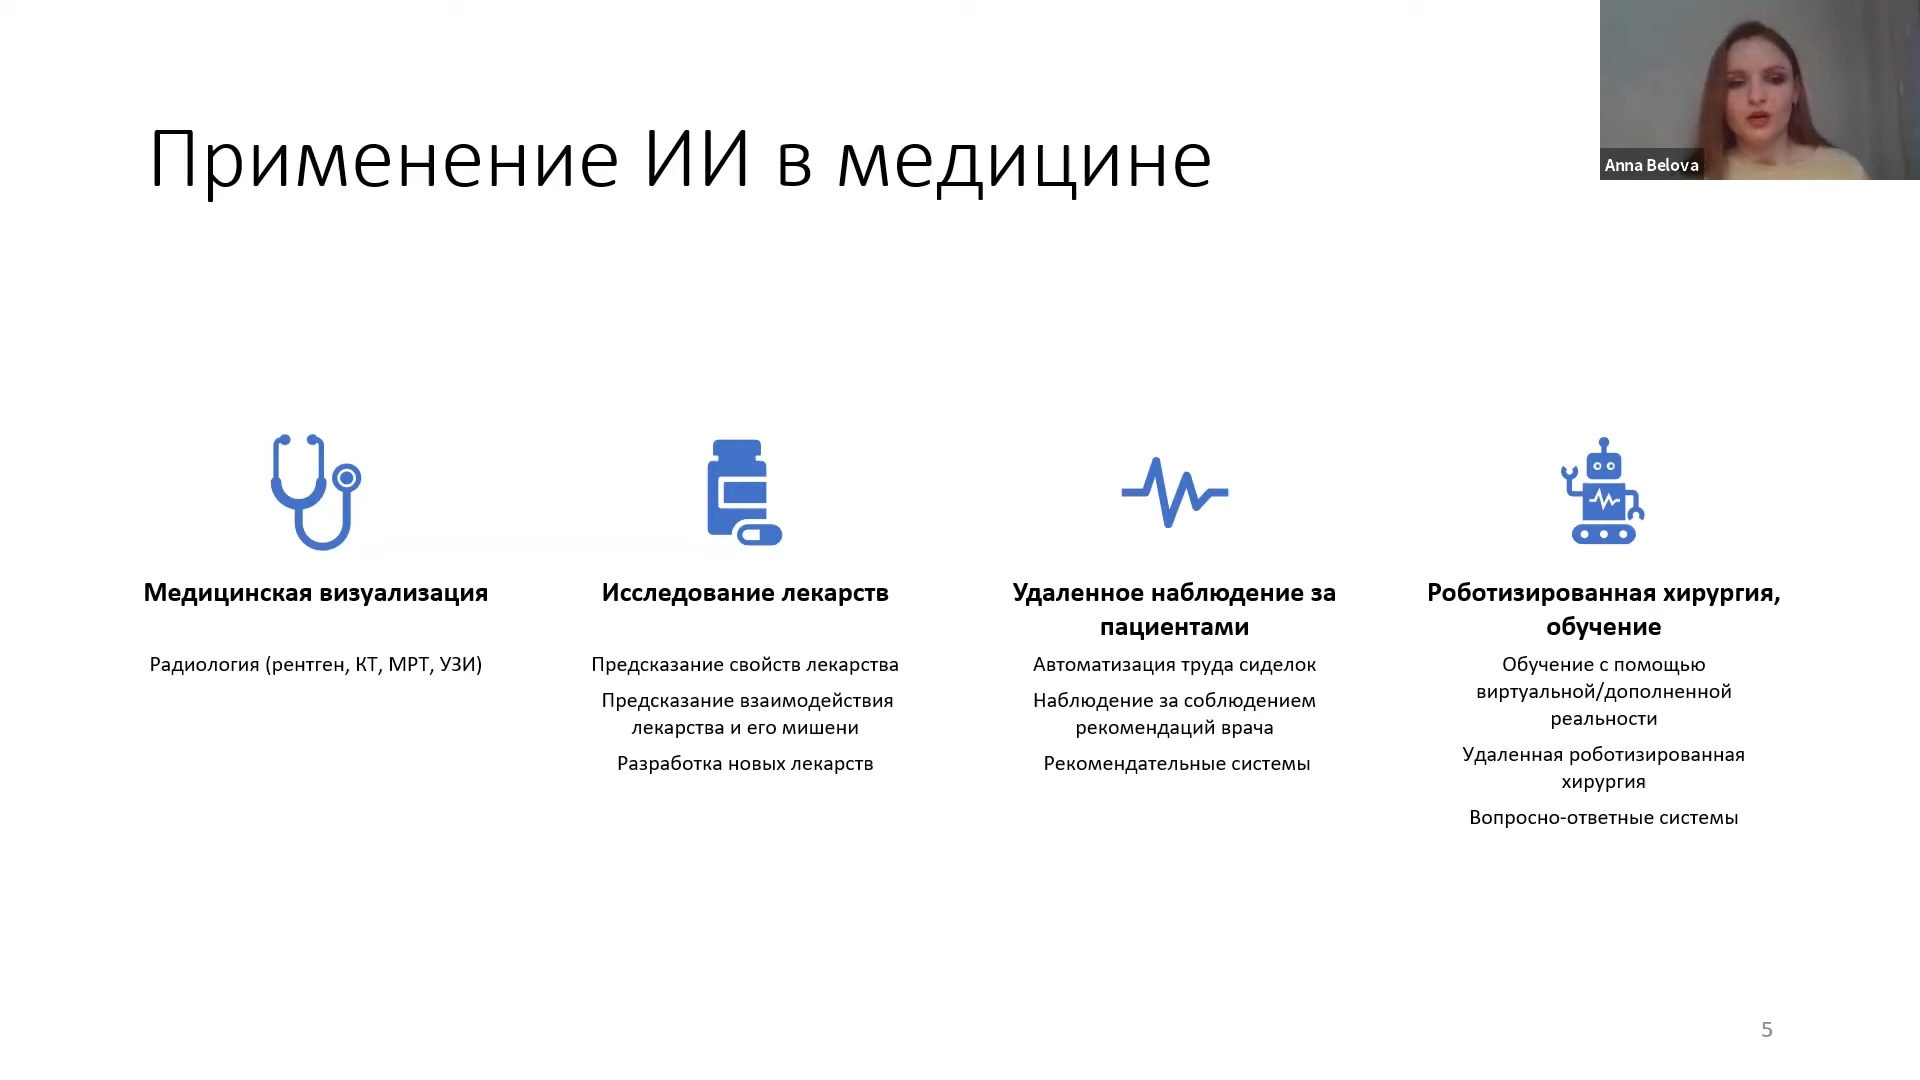 Применение ИИ в медицине
Anna Belova
Медицинская визуализация
Радиология (рентген, КТ, МРТ, УЗИ)
Исследование лекарств
Предсказание свойств лекарства
Предсказание взаимодействия
лекарства и его мишени
Разработка новых лекарств
Удаленное наблюдение за
пациентами
Автоматизация труда сиделок
Наблюдение за соблюдением
рекомендаций врача
Рекомендательные системы
Роботизированная хирургия,
обучение
Обучение с помощью
виртуальной/дополненной
реальности
Удаленная роботизированная
хирургия
Вопросно-ответные системы
5